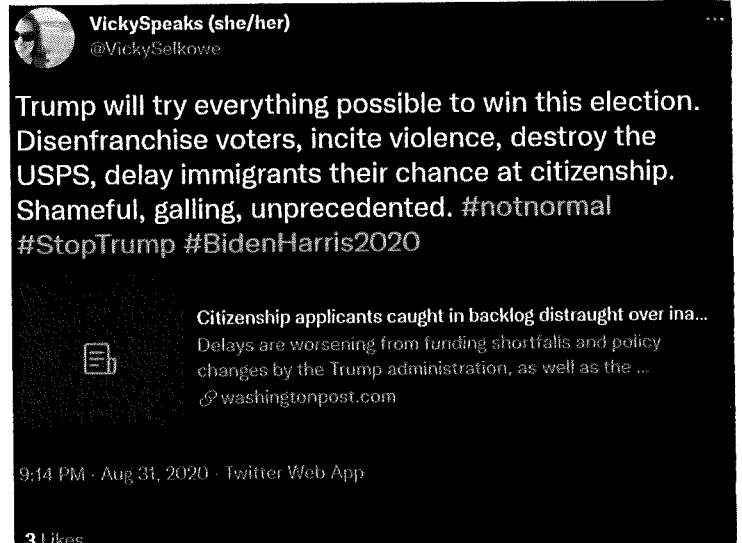 VickySpeaks (she/her)
@VickySelkowe
Trump will try everything possible to win this election.
Disenfranchise voters, incite violence, destroy the
USPS, delay immigrants their chance at citizenship.
Shameful, galling, unprecedented. #notnormal
#StopTrump #BidenHarris2020
Citizenship applicants caught in backlog distraught over ina...
Delays are worsening from funding shortfalls and policy
changes by the Trump administration, as well as the ...
washingtonpost.com
9:14 PM · Aug 31, 2020 · Twitter Web App
3 Likes